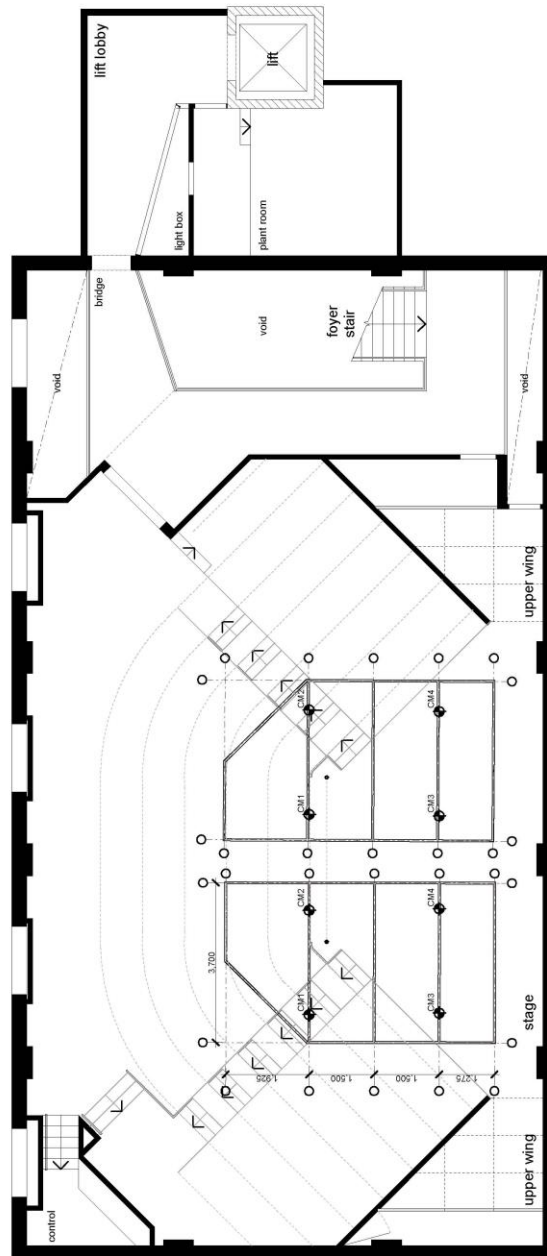 lift lobby
lift
light box
plant room
bridge
void
void
foyer
stair
void
upper wing
CM2
CM4
CM1
CM3
CM2
CM4
3,700
CM1
CM3
stage
1,925
1,500
1,500
1,275
control
upper wing